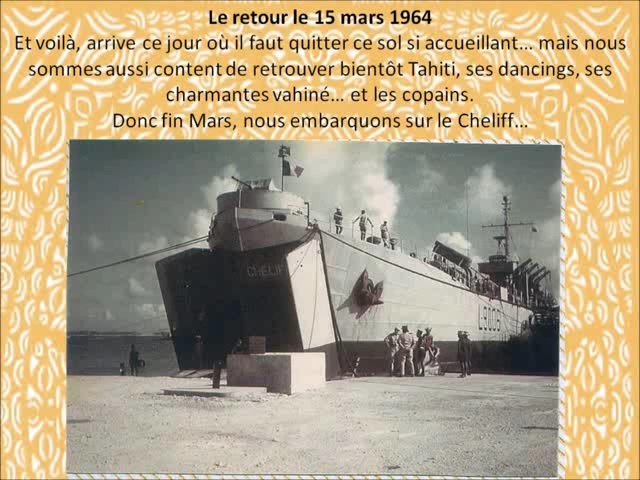 Le retour le 15 mars 1964
Et voilà, arrive ce jour où il faut quitter ce sol si accueillant... mais nous
sommes aussi content de retrouver bientôt Tahiti, ses dancings, ses
charmantes vahiné... et les copains.
Donc fin Mars, nous embarquons sur le Cheliff...
CHELIF
L9006